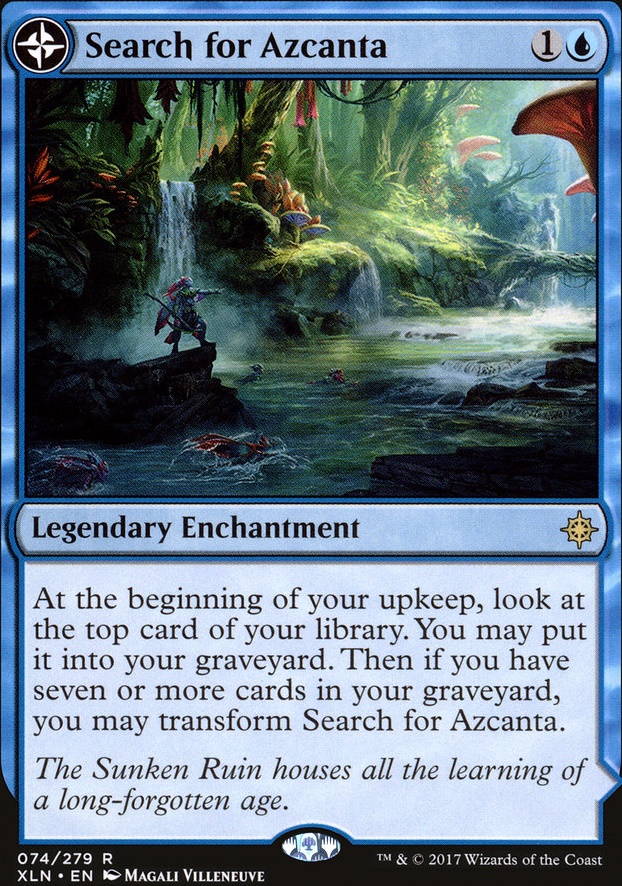 Search for Azcanta 1
Legendary Enchantment
At the beginning of your upkeep, look at
the top card of your library. You may put
it into your graveyard. Then if you have
seven or more cards in your graveyard,
you may transform Search for Azcanta.
The Sunken Ruin houses all the learning of
a long-forgotten age.
074/279 R
XLN • EN MAGALI VILLENEUVE
™ & © 2017 Wizards of the Coast